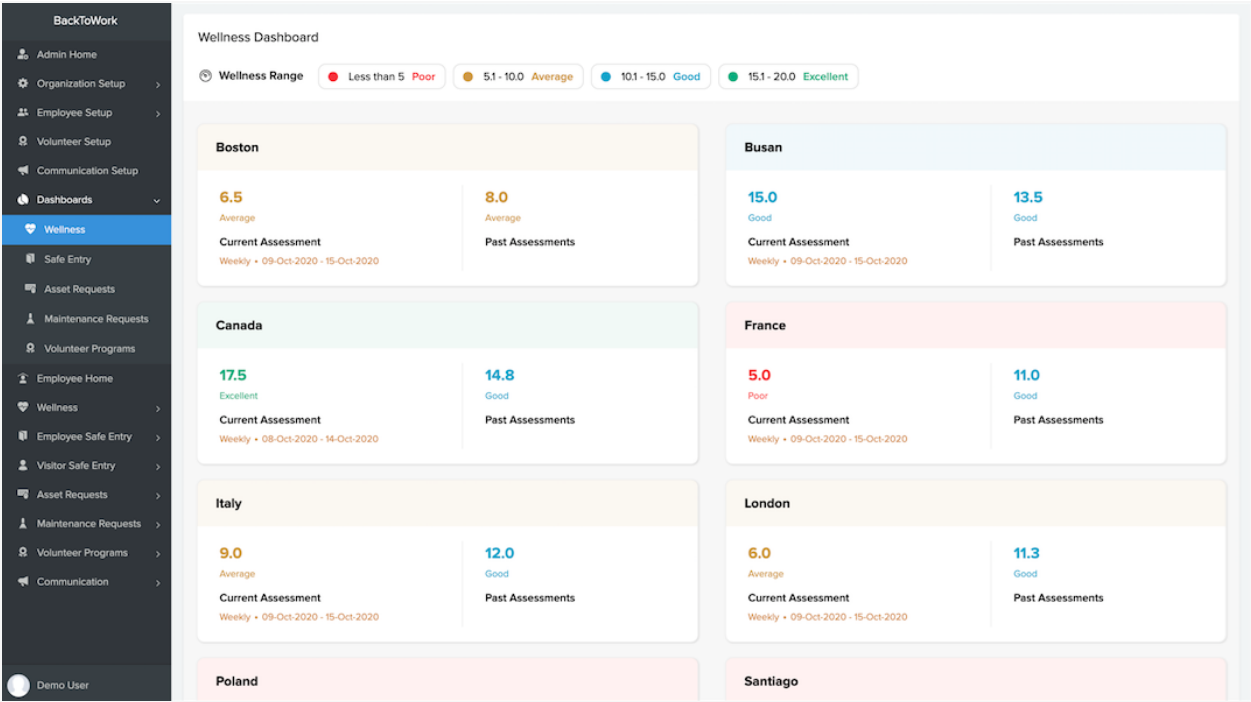 BackToWork
Admin Home
Organization Setup
Employee Setup
Volunteer Setup
Communication Setup
Dashboards
Wellness
Safe Entry
Asset Requests
Maintenance Requests
Volunteer Programs
Employee Home
Wellness
Employee Safe Entry
Visitor Safe Entry
Asset Requests
Maintenance Requests
Volunteer Programs
Communication
Demo User
Wellness Dashboard
Wellness Range Less than 5 Poor 5.1 - 10.0 Average 10.1 - 15.0 Good 15.1 - 20.0 Excellent
Boston
6.5 8.0
Average Average
Current Assessment Past Assessments
Weekly • 09-Oct-2020 - 15-Oct-2020
Busan
15.0 13.5
Good Good
Current Assessment Past Assessments
Weekly • 09-Oct-2020 - 15-Oct-2020
Canada
17.5 14.8
Excellent Good
Current Assessment Past Assessments
Weekly • 08-Oct-2020 - 14-Oct-2020
France
5.0 11.0
Poor Good
Current Assessment Past Assessments
Weekly • 09-Oct-2020 - 15-Oct-2020
Italy
9.0 12.0
Average Good
Current Assessment Past Assessments
Weekly • 09-Oct-2020 - 15-Oct-2020
London
6.0 11.3
Average Good
Current Assessment Past Assessments
Weekly • 09-Oct-2020 - 15-Oct-2020
Poland
Santiago